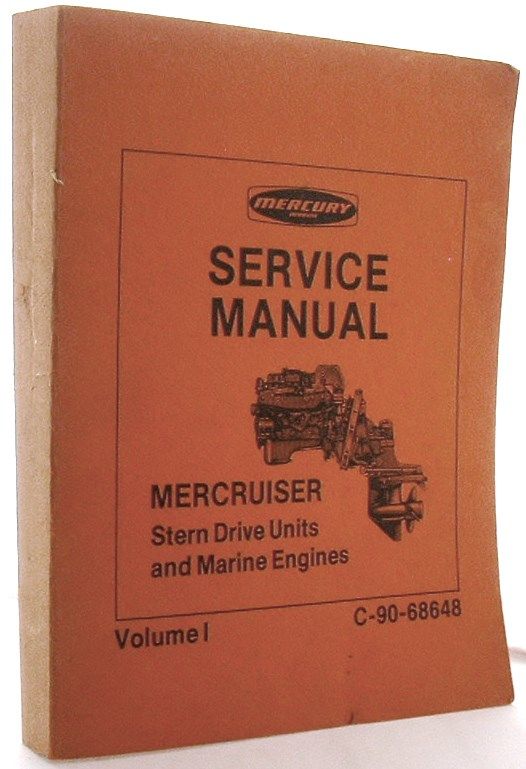 MERCURY
SERVICE
MANUAL
MERCRUISER
Stern Drive Units
and Marine Engines
Volume I
C-90-68648